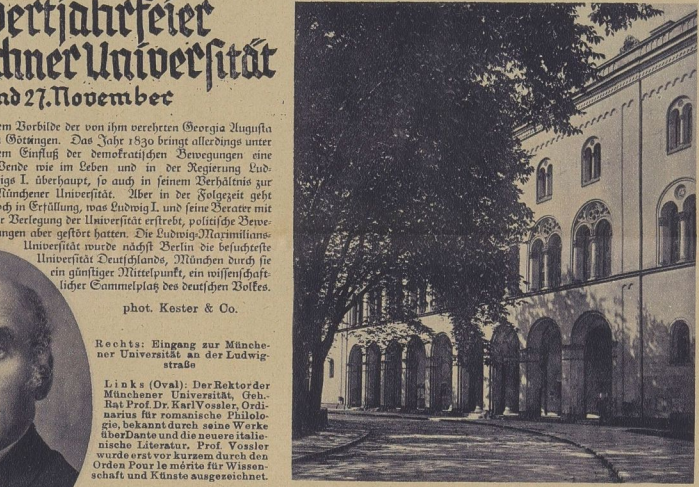 bertjahrfeier
chner Universität
nd 27. November
em Vorbilde der von ihm verehrten Georgia Augusta
Göttingen. Das Jahr 1830 bringt allerdings unter
em Einfluß der demokratischen Bewegungen eine
Wende wie im Leben und in der Regierung Lud-
wigs I. überhaupt, so auch in seinem Verhältnis zur
Münchener Universität. Aber in der Folgezeit geht
och in Erfüllung, was Ludwig I. und seine Berater mit
r Verlegung der Universität erstrebt, politische Bewe-
ungen aber gestört hatten. Die Ludwig-Maximilians-
Universität wurde nächst Berlin die besuchteste
Universität Deutschlands, München durch sie
ein günstiger Mittelpunkt, ein wissenschaft-
licher Sammelplatz des deutschen Volkes.
phot. Kester & Co.
Rechts: Eingang zur Münche-
ner Universität an der Ludwig-
straße
Links (Oval): Der Rektor der
Münchener Universität, Geh.
Rat Prof. Dr. Karl Vossler, Ordi-
narius für romanische Philolo-
gie, bekannt durch seine Werke
über Dante und die neuere italie-
nische Literatur. Prof. Vossler
wurde erst vor kurzem durch den
Orden Pour le mérite für Wissen-
schaft und Künste ausgezeichnet.